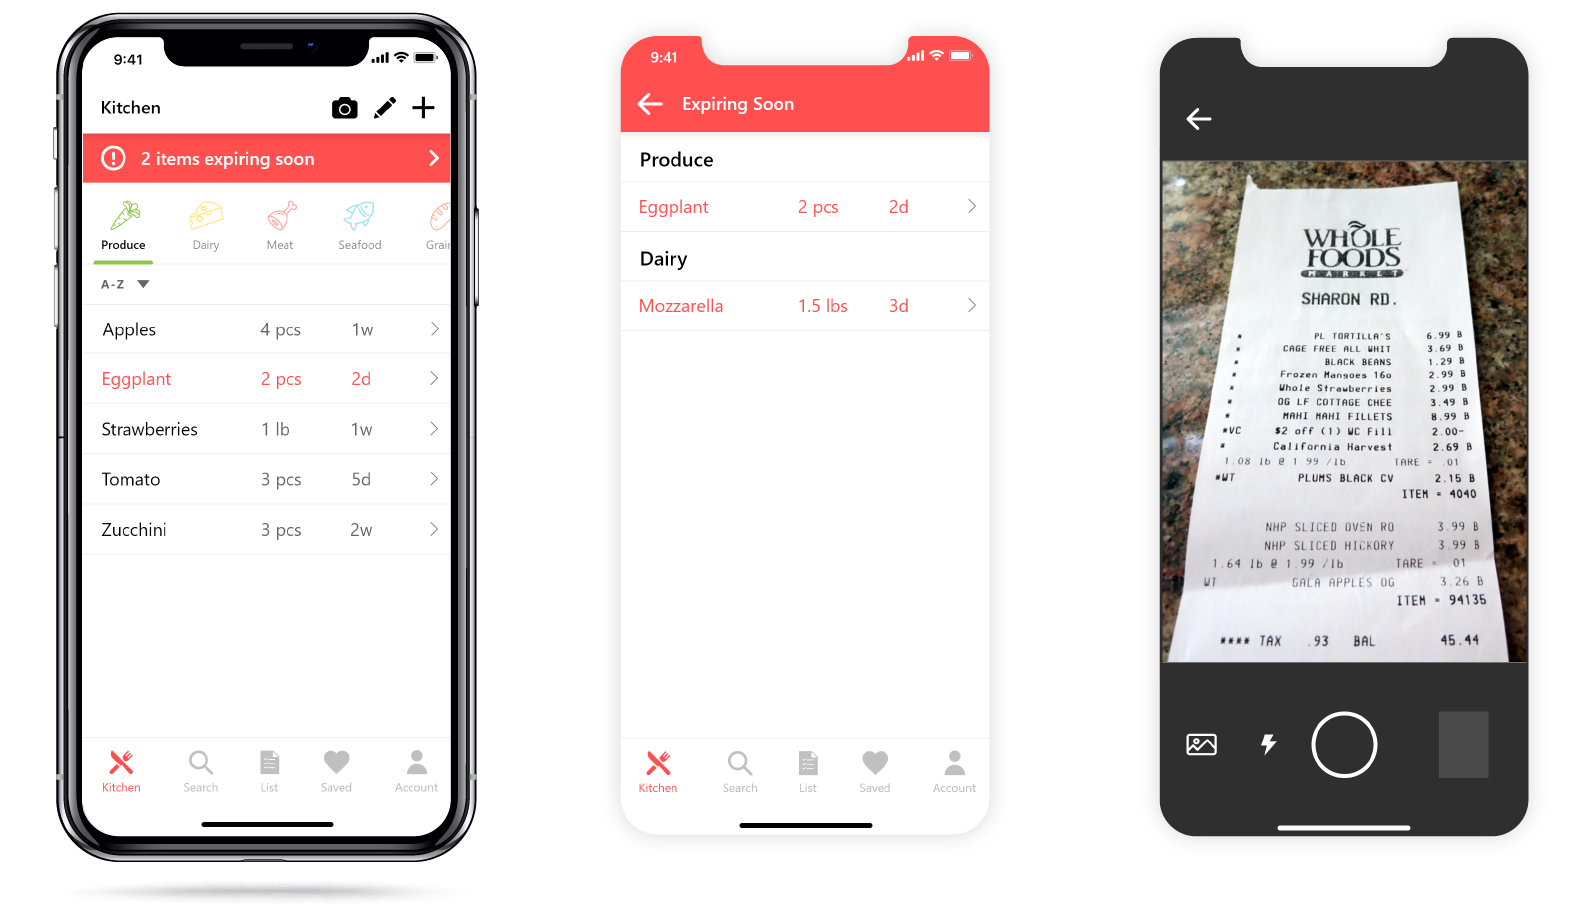 9:41
Kitchen
2 items expiring soon
Produce Dairy Meat Seafood Grain
A-Z
Apples 4 pcs 1w
Eggplant 2 pcs 2d
Strawberries 1 lb 1w
Tomato 3 pcs 5d
Zucchini 3 pcs 2w
Kitchen Search List Saved Account
9:41
Expiring Soon
Produce
Eggplant 2 pcs 2d
Dairy
Mozzarella 1.5 lbs 3d
Kitchen Search List Saved Account
WHOLE
FOODS
MARKET
SHARON RD.
* PL TORTILLA'S 6.99 B
* CAGE FREE ALL WHIT 3.69 B
* BLACK BEANS 1.29 B
* Frozen Mangoes 16o 2.99 B
* Whole Strawberries 2.99 B
* OG LF COTTAGE CHEE 3.49 B
* MAHI MAHI FILLETS 8.99 B
*VC $2 off (1) WC Fill 2.00-
* California Harvest 2.69 B
1.08 lb @ 1.99 /lb TARE = .01
*WT PLUMS BLACK CV 2.15 B
ITEM = 4040
NHP SLICED OVEN RO 3.99 B
NHP SLICED HICKORY 3.99 B
1.64 lb @ 1.99 /lb TARE = .01
WT GALA APPLES OG 3.26 B
ITEM = 94135
**** TAX .93 BAL 45.44